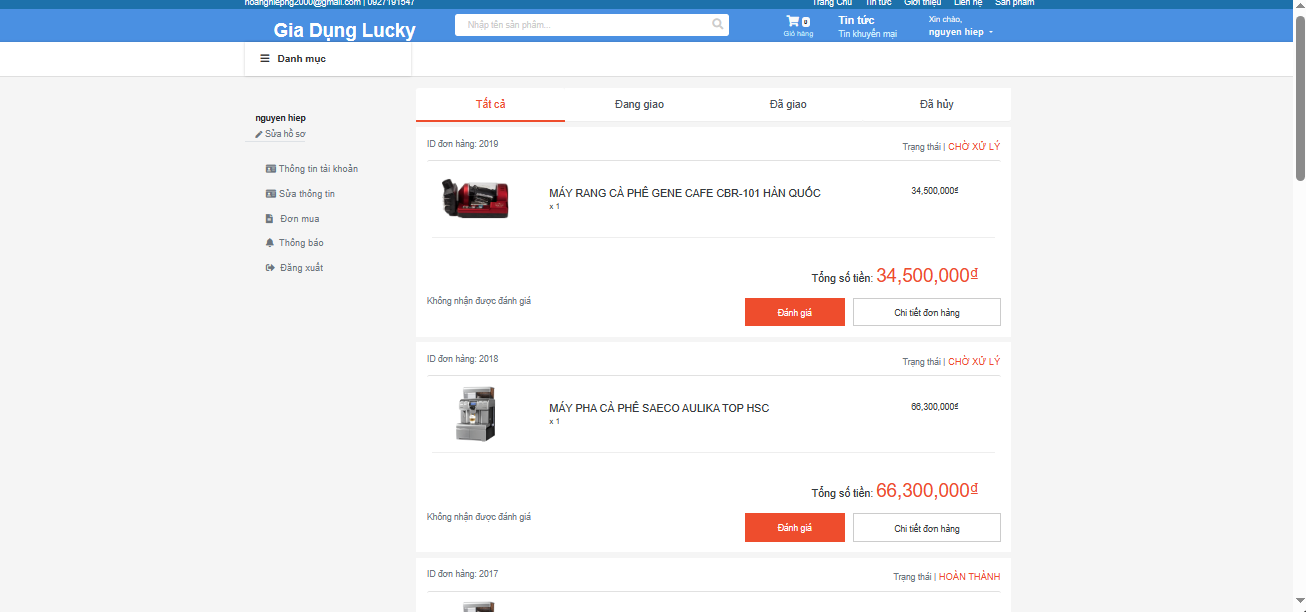 hoanghiepng2000@gmail.com | 0927191547
Trang Chủ Tin tức Giới thiệu Liên hệ Sản phẩm
Gia Dụng Lucky
Nhập tên sản phẩm...
0
Giỏ hàng
Tin tức
Tin khuyến mại
Xin chào,
nguyen hiep
Danh mục
nguyen hiep
Sửa hồ sơ
Thông tin tài khoản
Sửa thông tin
Đơn mua
Thông báo
Đăng xuất
Tất cả Đang giao Đã giao Đã hủy
ID đơn hàng: 2019
Trạng thái | CHỜ XỬ LÝ
MÁY RANG CÀ PHÊ GENE CAFE CBR-101 HÀN QUỐC
x 1
34,500,000₫
Tổng số tiền: 34,500,000₫
Không nhận được đánh giá
Đánh giá Chi tiết đơn hàng
ID đơn hàng: 2018
Trạng thái | CHỜ XỬ LÝ
MÁY PHA CÀ PHÊ SAECO AULIKA TOP HSC
x 1
66,300,000₫
Tổng số tiền: 66,300,000₫
Không nhận được đánh giá
Đánh giá Chi tiết đơn hàng
ID đơn hàng: 2017
Trạng thái | HOÀN THÀNH